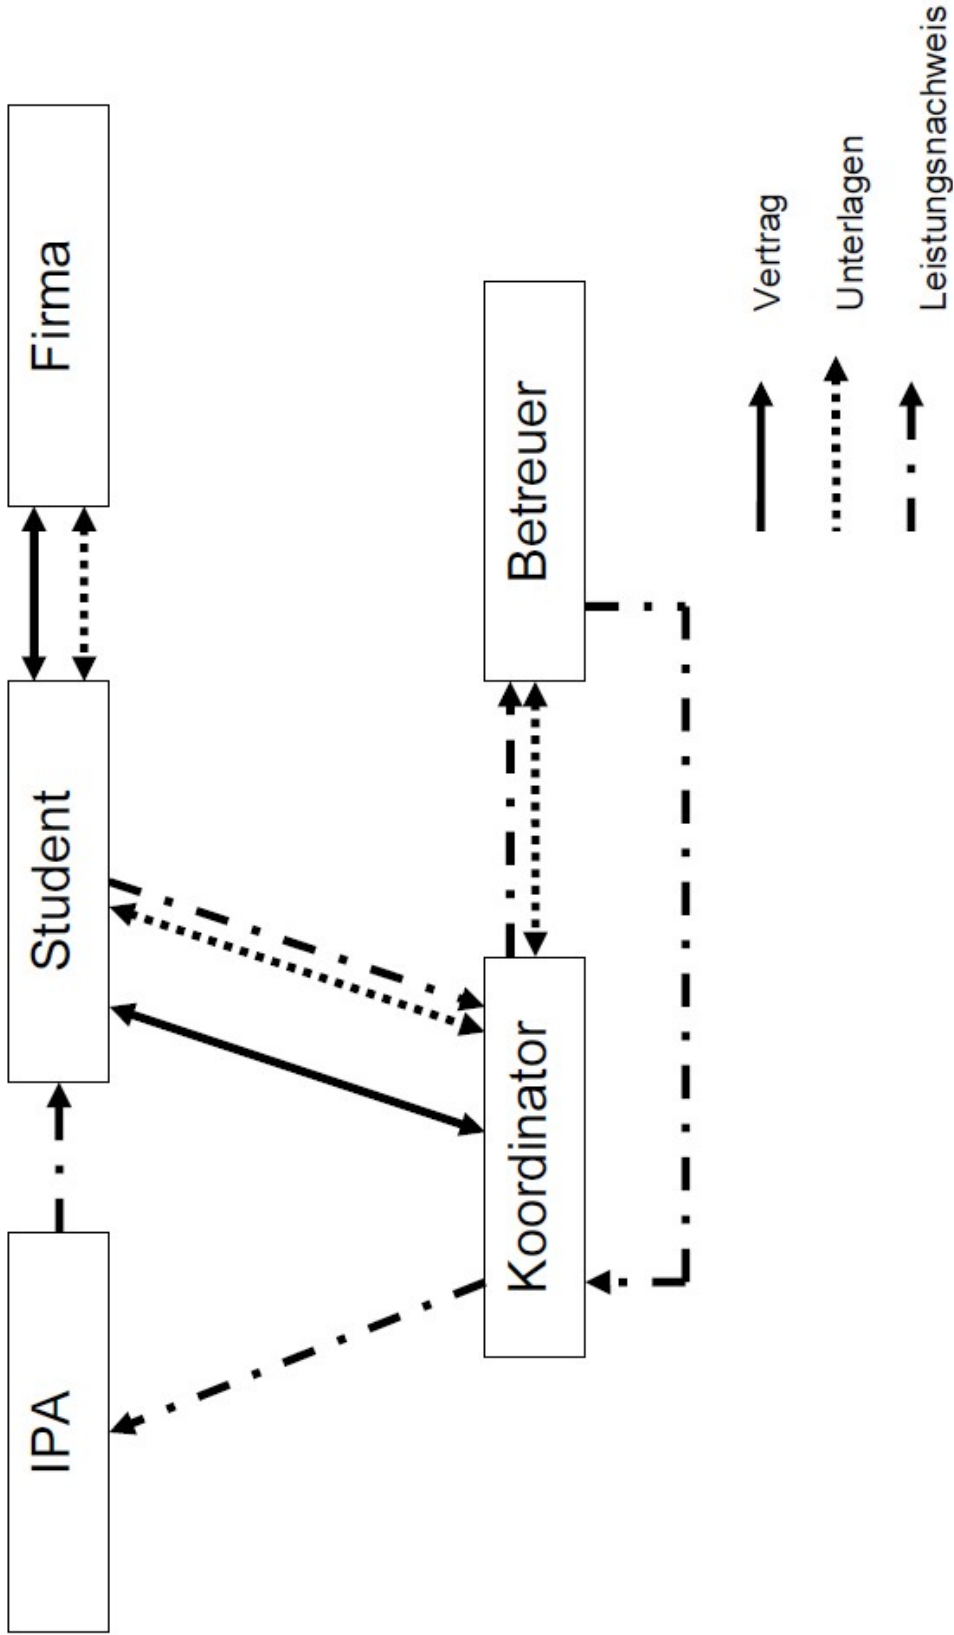 IPA
Student
Firma
Koordinator
Betreuer
Vertrag
Unterlagen
Leistungsnachweis